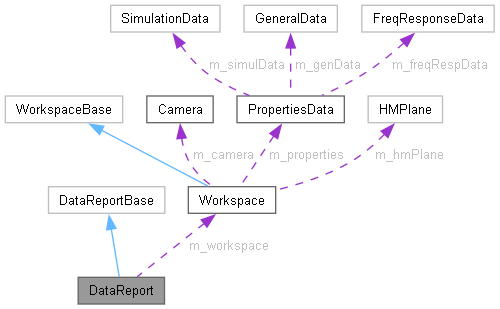 SimulationData GeneralData FreqResponseData
m_simulData m_genData m_freqRespData
WorkspaceBase Camera PropertiesData HMPlane
m_camera m_properties m_hmPlane
DataReportBase Workspace
m_workspace
DataReport